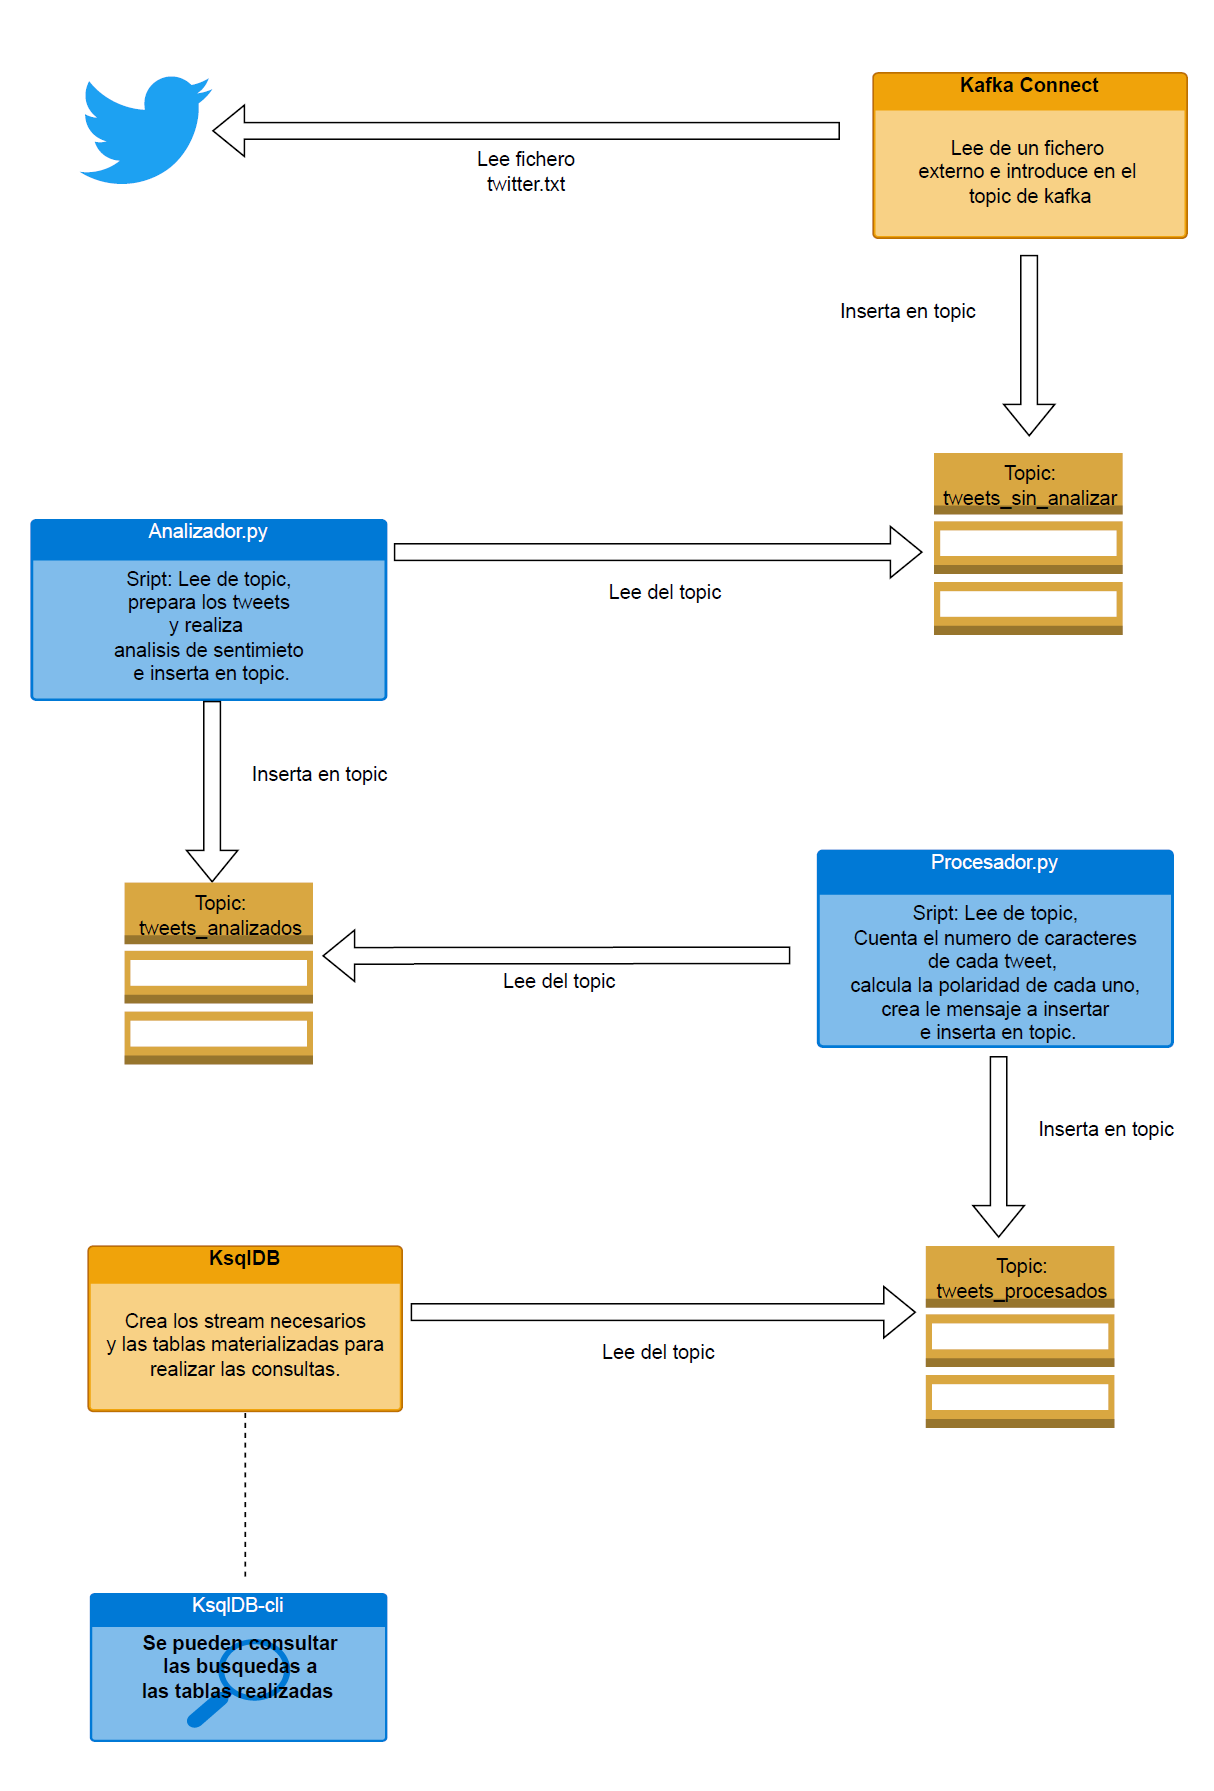 Kafka Connect
Lee de un fichero
externo e introduce en el
topic de kafka
Lee fichero
twitter.txt
Inserta en topic
Topic:
tweets_sin_analizar
Analizador.py
Sript: Lee de topic,
prepara los tweets
y realiza
analisis de sentimieto
e inserta en topic.
Lee del topic
Inserta en topic
Topic:
tweets_analizados
Procesador.py
Sript: Lee de topic,
Cuenta el numero de caracteres
de cada tweet,
calcula la polaridad de cada uno,
crea le mensaje a insertar
e inserta en topic.
Lee del topic
Inserta en topic
KsqlDB
Crea los stream necesarios
y las tablas materializadas para
realizar las consultas.
Topic:
tweets_procesados
Lee del topic
KsqlDB-cli
Se pueden consultar
las busquedas a
las tablas realizadas